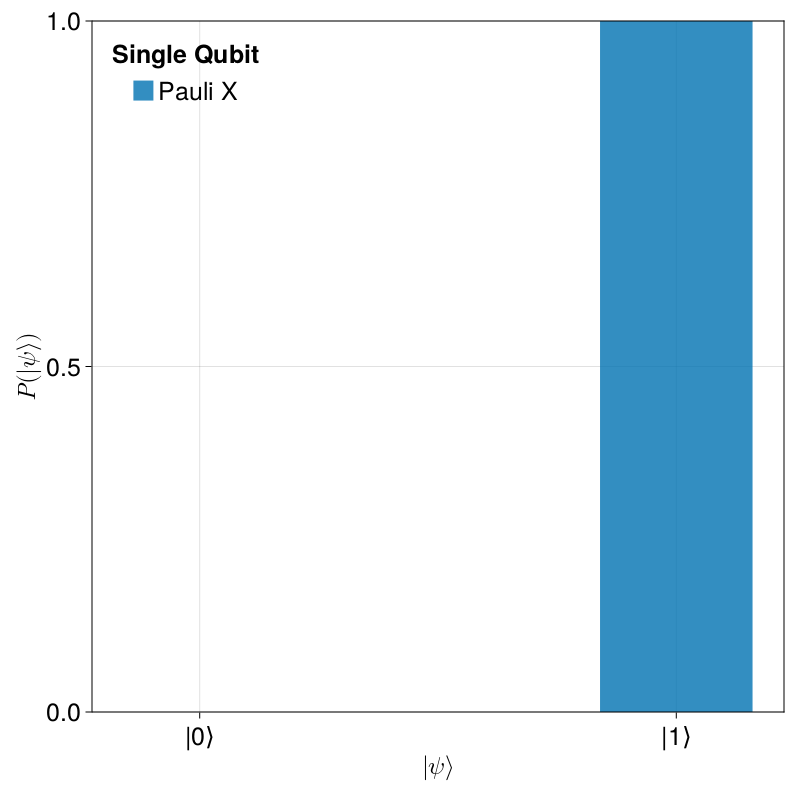 1.0
Single Qubit
Pauli X
0.5
P(|ψ⟩)
0.0
|0⟩ |1⟩
|ψ⟩